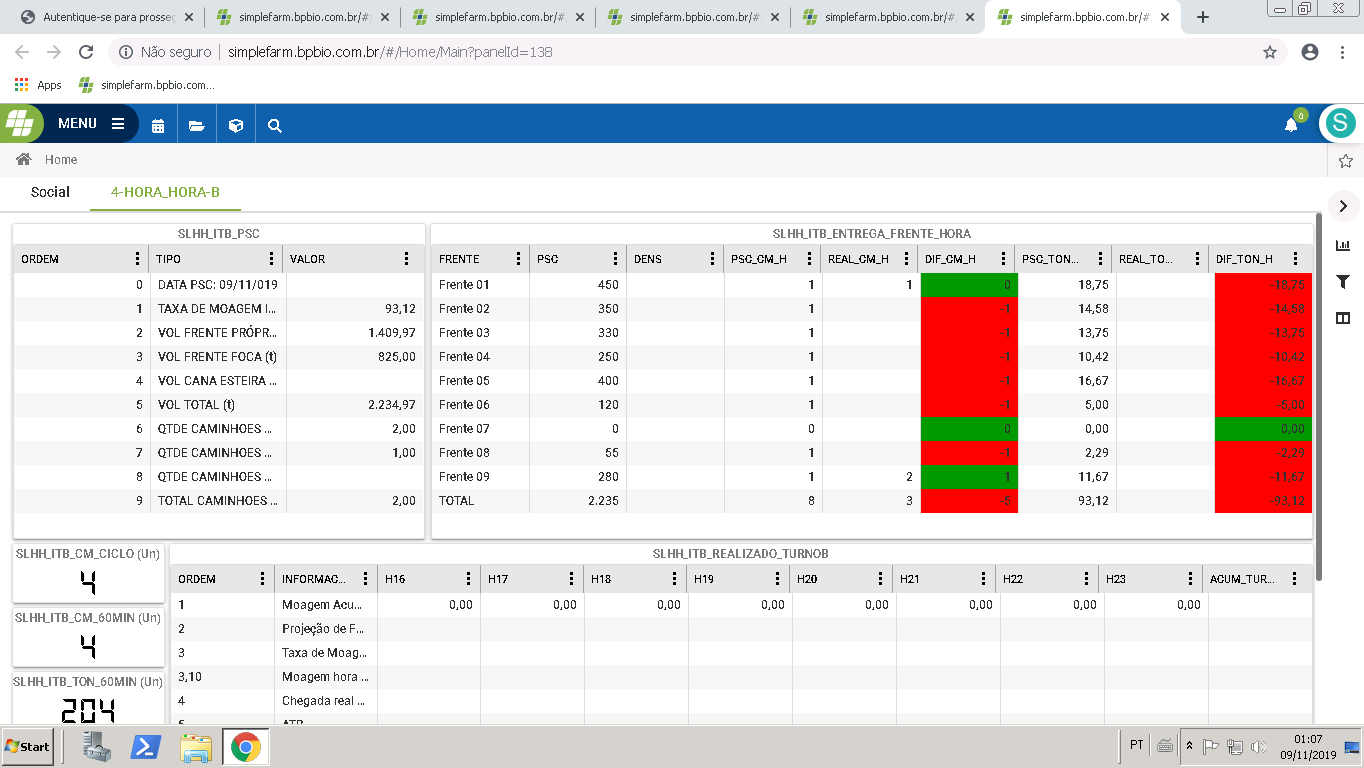 Autentique-se para prosseg
simplefarm.bpbio.com.br/#/
simplefarm.bpbio.com.br/#/
simplefarm.bpbio.com.br/#/
simplefarm.bpbio.com.br/#
simplefarm.bpbio.com.br/#
Não seguro | simplefarm.bpbio.com.br/#/Home/Main?panelId=138
Apps simplefarm.bpbio.com...
MENU 0 S
Home
Social 4-HORA_HORA-B
SLHH_ITB_PSC
ORDEM TIPO VALOR
0 DATA PSC: 09/11/019
1 TAXA DE MOAGEM I... 93,12
2 VOL FRENTE PRÓPR... 1.409,97
3 VOL FRENTE FOCA (t) 825,00
4 VOL CANA ESTEIRA ...
5 VOL TOTAL (t) 2.234,97
6 QTDE CAMINHOES ... 2,00
7 QTDE CAMINHOES ... 1,00
8 QTDE CAMINHOES ...
9 TOTAL CAMINHOES ... 2,00
SLHH_ITB_ENTREGA_FRENTE_HORA
FRENTE PSC DENS PSC_CM_H REAL_CM_H DIF_CM_H PSC_TON... REAL_TO... DIF_TON_H
Frente 01 450 1 1 0 18,75 -18,75
Frente 02 350 1 -1 14,58 -14,58
Frente 03 330 1 -1 13,75 -13,75
Frente 04 250 1 -1 10,42 -10,42
Frente 05 400 1 -1 16,67 -16,67
Frente 06 120 1 -1 5,00 -5,00
Frente 07 0 0 0 0,00 0,00
Frente 08 55 1 -1 2,29 -2,29
Frente 09 280 1 2 1 11,67 -11,67
TOTAL 2.235 8 3 -5 93,12 -93,12
SLHH_ITB_CM_CICLO (Un)
4
SLHH_ITB_CM_60MIN (Un)
4
SLHH_ITB_TON_60MIN (Un)
204
SLHH_ITB_REALIZADO_TURNOB
ORDEM INFORMAC... H16 H17 H18 H19 H20 H21 H22 H23 ACUM_TUR...
1 Moagem Acu... 0,00 0,00 0,00 0,00 0,00 0,00 0,00 0,00
2 Projeção de F...
3 Taxa de Moag...
3,10 Moagem hora ...
4 Chegada real ...
Start PT 01:07
09/11/2019